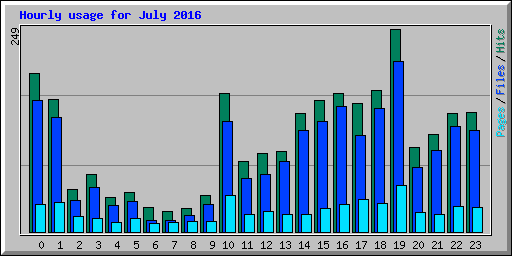 Hourly usage for July 2016
249
Pages / Files / Hits
0 1 2 3 4 5 6 7 8 9 10 11 12 13 14 15 16 17 18 19 20 21 22 23